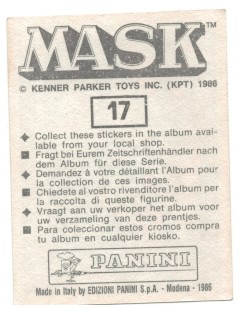 MASK™
© KENNER PARKER TOYS INC. (KPT) 1986
17
◆ Collect these stickers in the album avai-
lable from your local shop.
■ Fragt bei Eurem Zeitschriftenhändler nach
dem Album für diese Serie.
◆ Demandez à votre détaillant l'Album pour
la collection de ces images.
■ Chiedete al vostro rivenditore l'album per
la raccolta di queste figurine.
◆ Vraagt aan uw verkoper het album voor
uw verzameling van deze prentjes.
■ Para coleccionar estos cromos compra
tu album en cualquier kiosko.
PANINI
Made in Italy by EDIZIONI PANINI S.p.A. - Modena - 1986